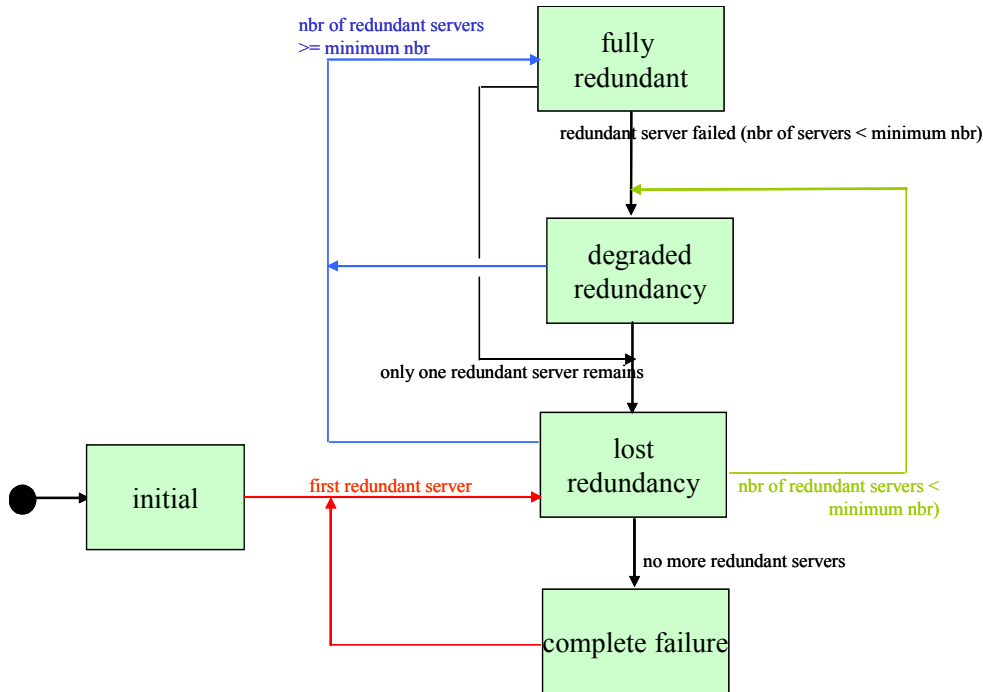 nbr of redundant servers
>= minimum nbr
fully
redundant
redundant server failed (nbr of servers < minimum nbr)
degraded
redundancy
only one redundant server remains
lost
redundancy
initial
first redundant server
nbr of redundant servers <
minimum nbr)
no more redundant servers
complete failure